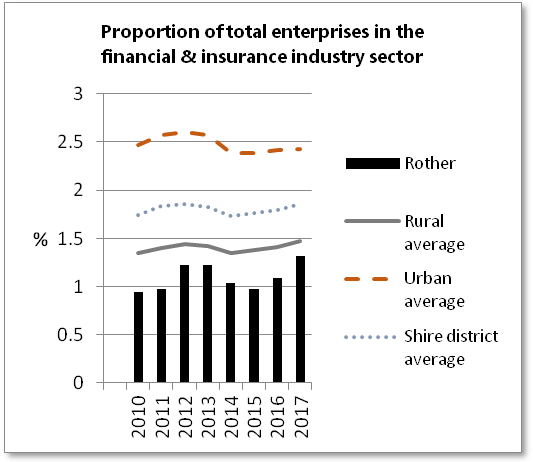 Proportion of total enterprises in the
financial & insurance industry sector
3
2.5
2
1.5
1
0.5
0
%
2010
2011
2012
2013
2014
2015
2016
2017
Rother
Rural
average
Urban
average
Shire district
average